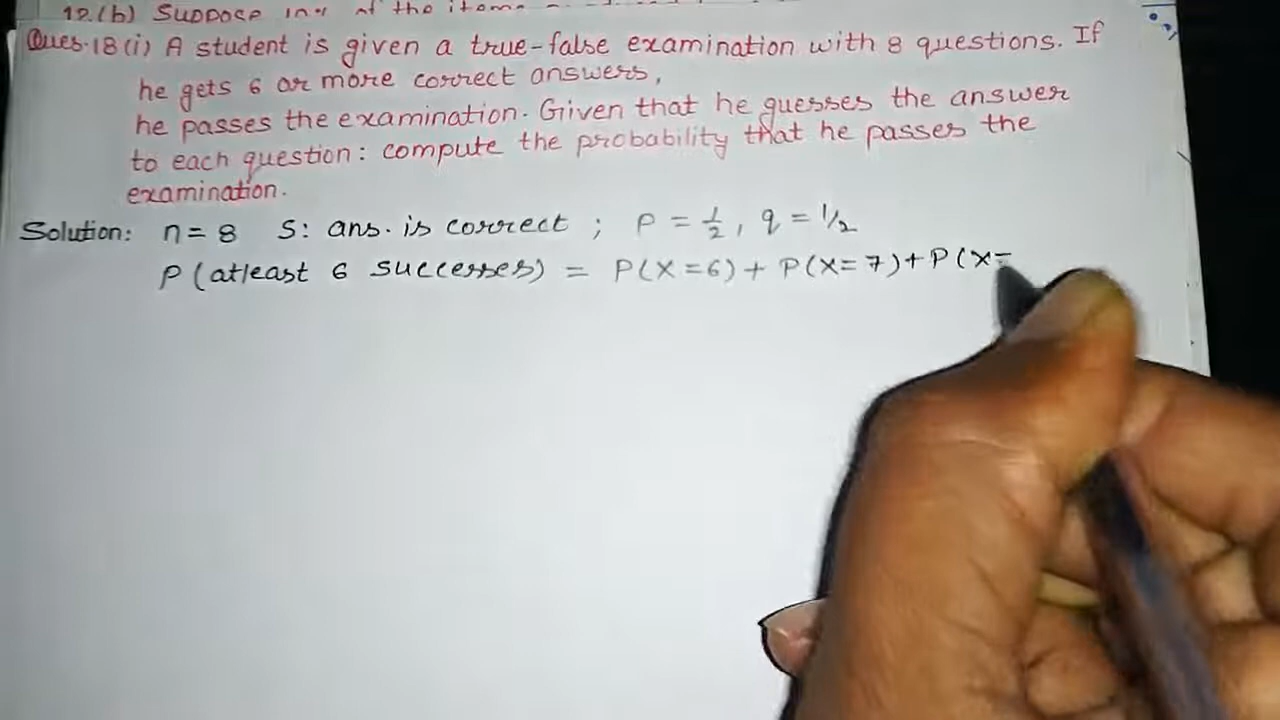 12.(b) Suppose
Ques.18(i) A student is given a true-false examination with 8 questions. If
he gets 6 or more correct answers,
he passes the examination. Given that he guesses the answer
to each question: compute the probability that he passes the
examination.
Solution: n = 8 S: ans. is correct ; p = 1/2, q = 1/2
P(atleast 6 successes) = P(X=6) + P(X=7) + P(X=